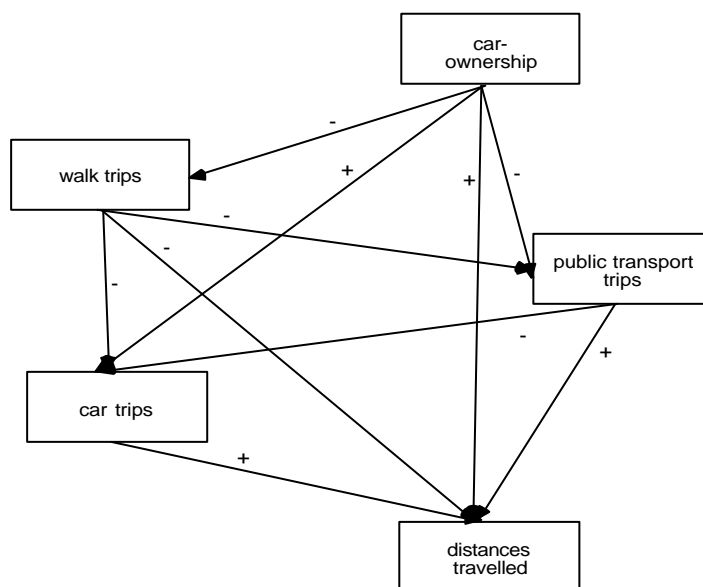 car-
ownership
-
+
+
-
walk trips
-
-
public transport
trips
-
-
+
car trips
+
distances
travelled